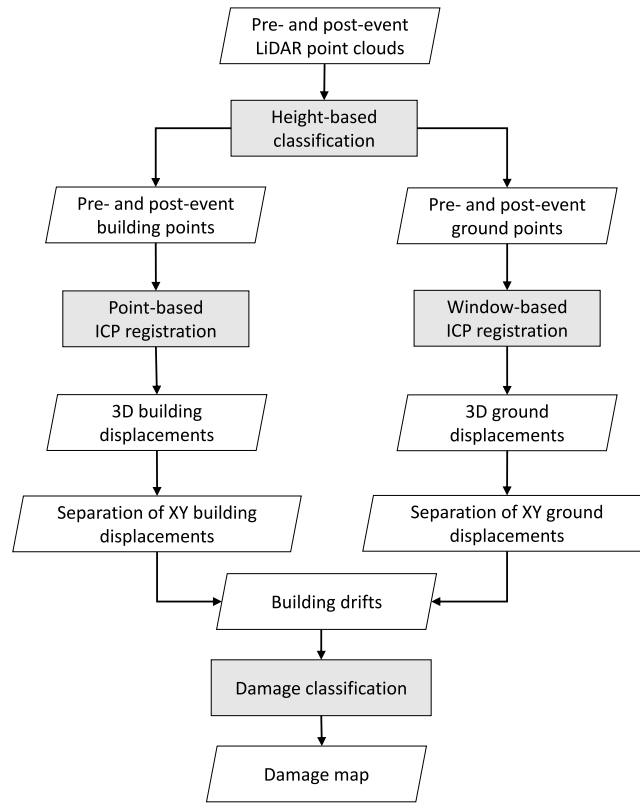 Pre- and post-event
LiDAR point clouds
Height-based
classification
Pre- and post-event
building points
Pre- and post-event
ground points
Point-based
ICP registration
Window-based
ICP registration
3D building
displacements
3D ground
displacements
Separation of XY building
displacements
Separation of XY ground
displacements
Building drifts
Damage classification
Damage map